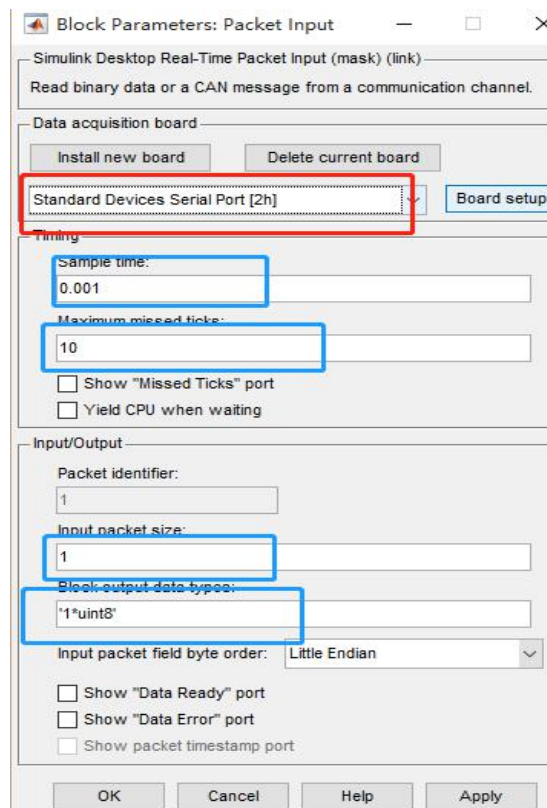 Block Parameters: Packet Input
Simulink Desktop Real-Time Packet Input (mask) (link)
Read binary data or a CAN message from a communication channel.
Data acquisition board
Install new board Delete current board
Standard Devices Serial Port [2h] Board setup
Timing
Sample time:
0.001
Maximum missed ticks:
10
Show "Missed Ticks" port
Yield CPU when waiting
Input/Output
Packet identifier:
1
Input packet size:
1
Block output data types:
'1*uint8'
Input packet field byte order: Little Endian
Show "Data Ready" port
Show "Data Error" port
Show packet timestamp port
OK Cancel Help Apply